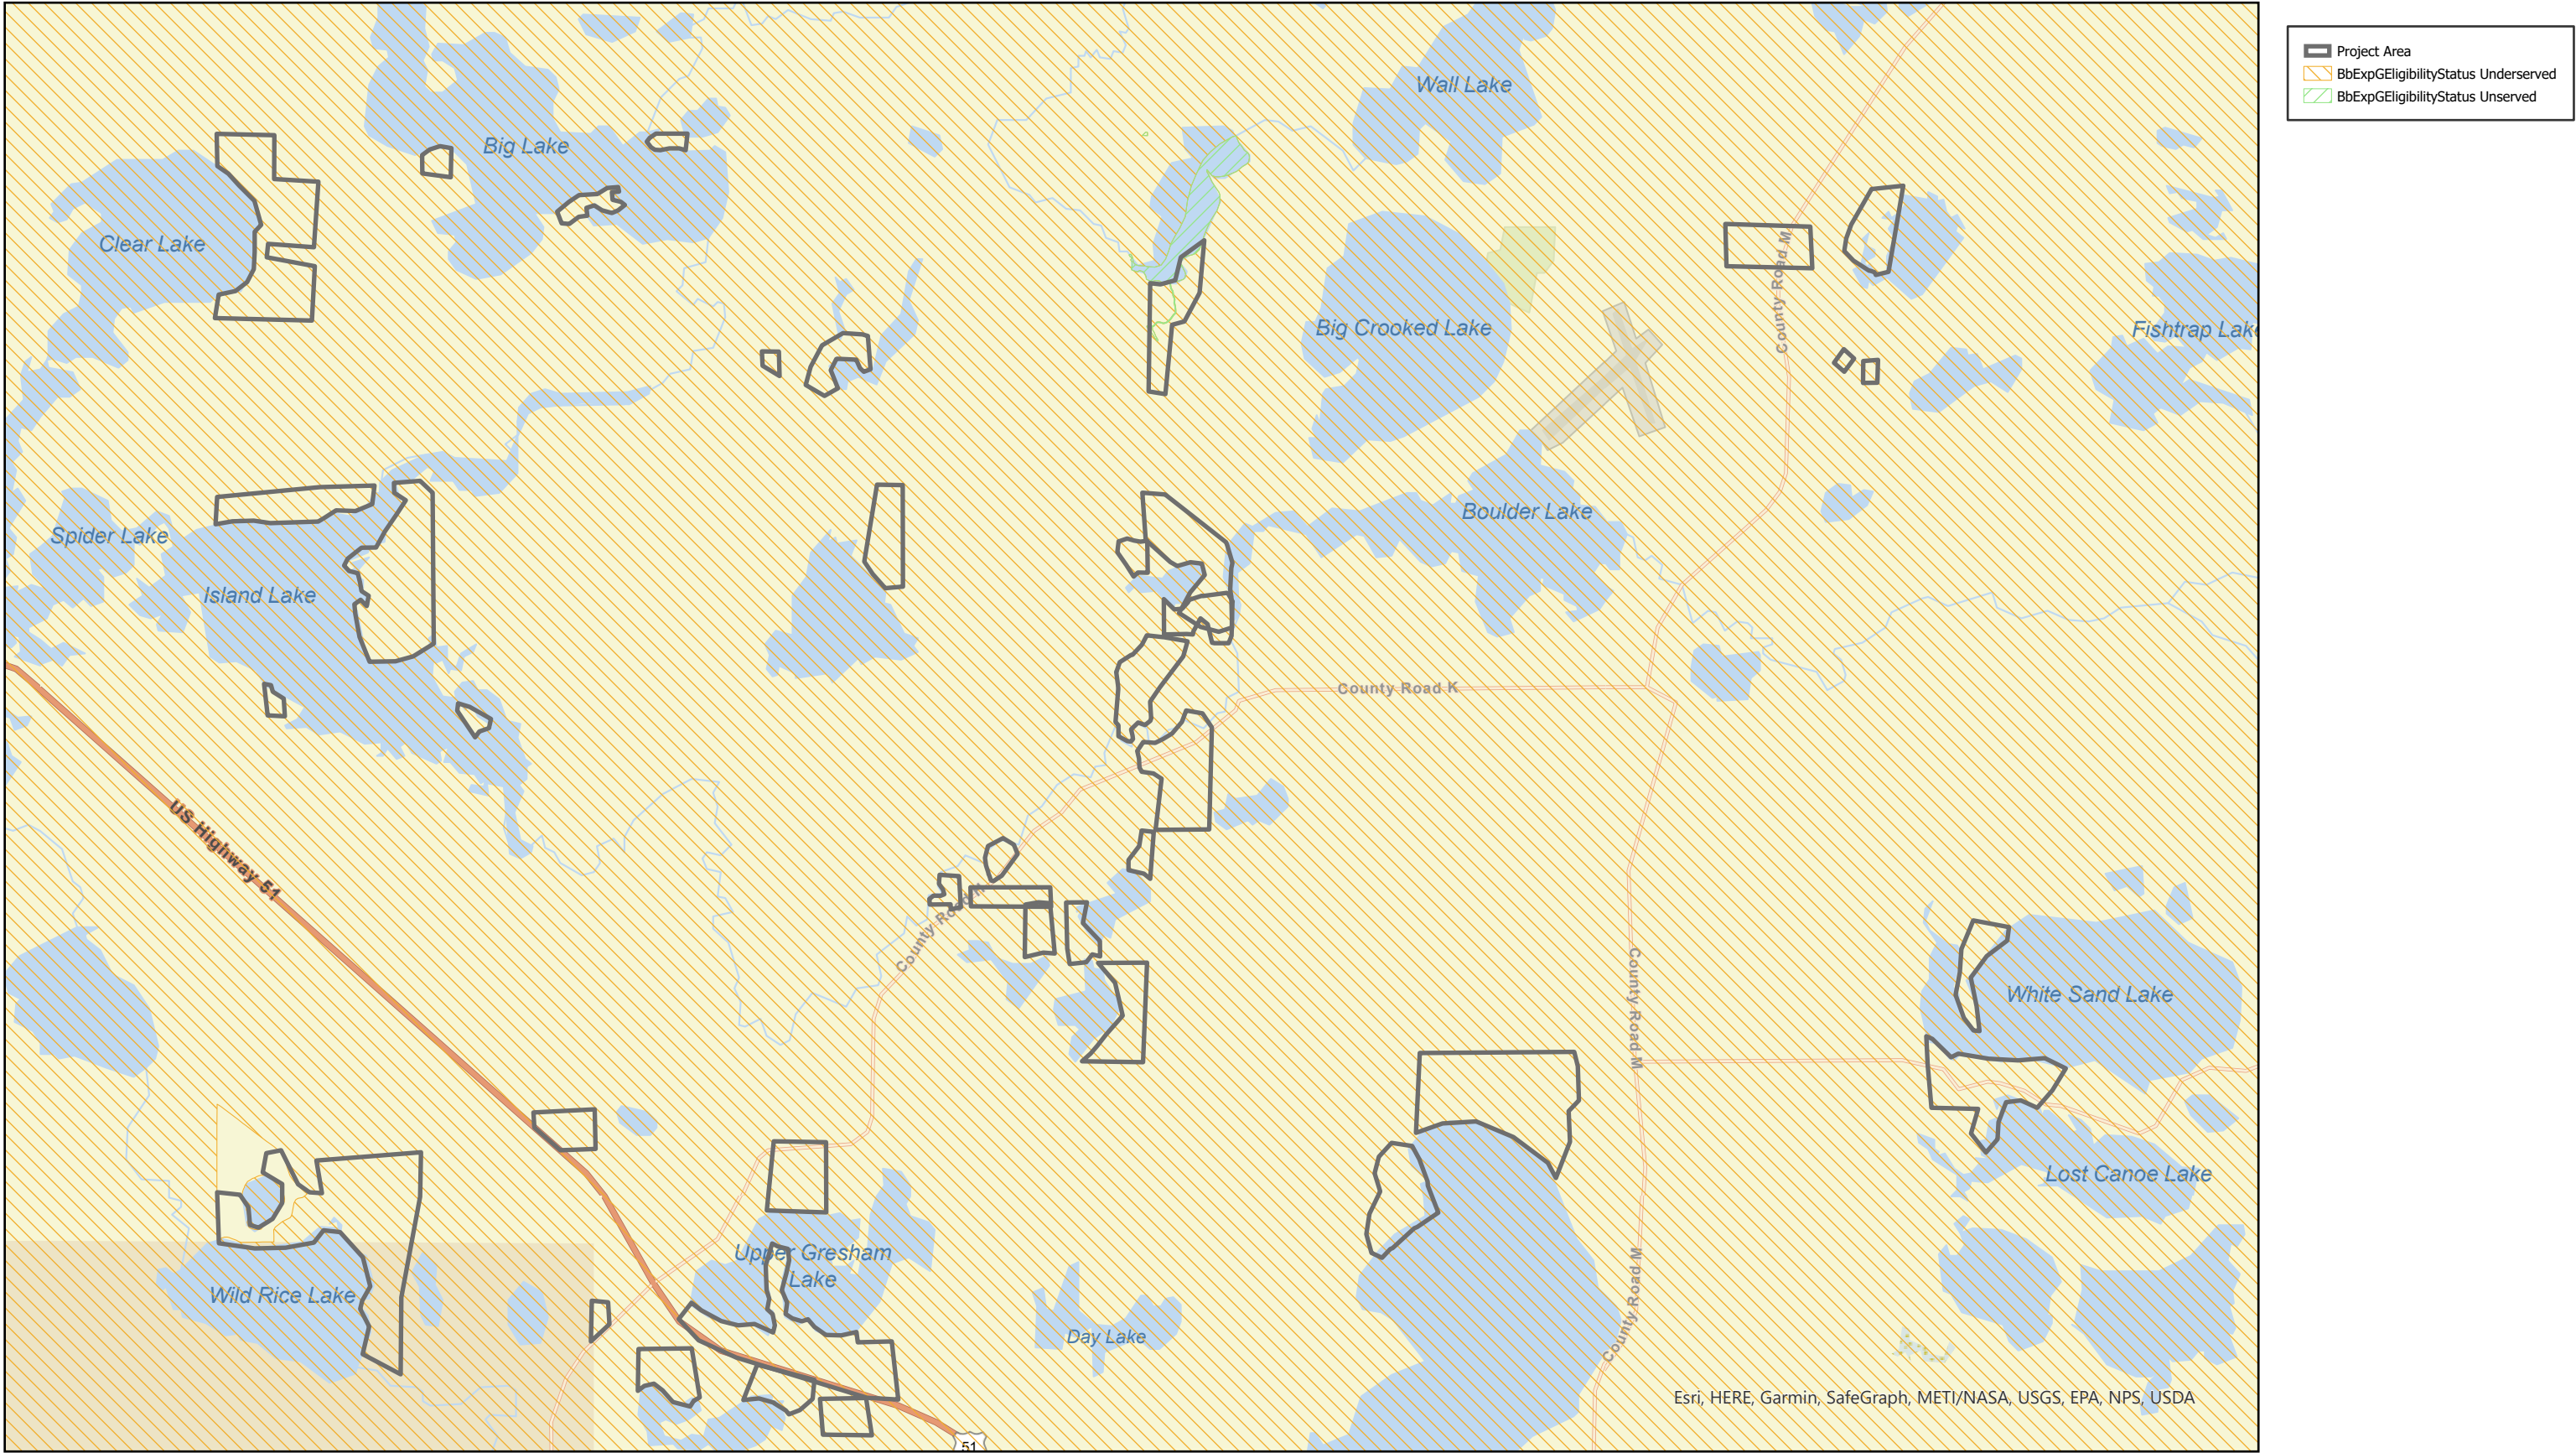 Project Area
BbExpGEligibilityStatus Underserved
BbExpGEligibilityStatus Unserved
Wall Lake
Big Lake
Clear Lake
County Road M
Big Crooked Lake
Fishtrap Lake
Boulder Lake
Spider Lake
Island Lake
County Road K
US Highway 51
County Road K
County Road M
White Sand Lake
Lost Canoe Lake
Upper Gresham
Lake
Wild Rice Lake
County Road M
Day Lake
Esri, HERE, Garmin, SafeGraph, METI/NASA, USGS, EPA, NPS, USDA
51